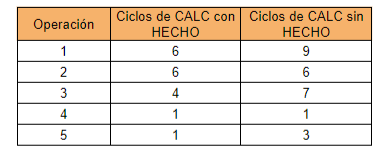 Operación Ciclos de CALC con HECHO Ciclos de CALC sin HECHO
1 6 9
2 6 6
3 4 7
4 1 1
5 1 3